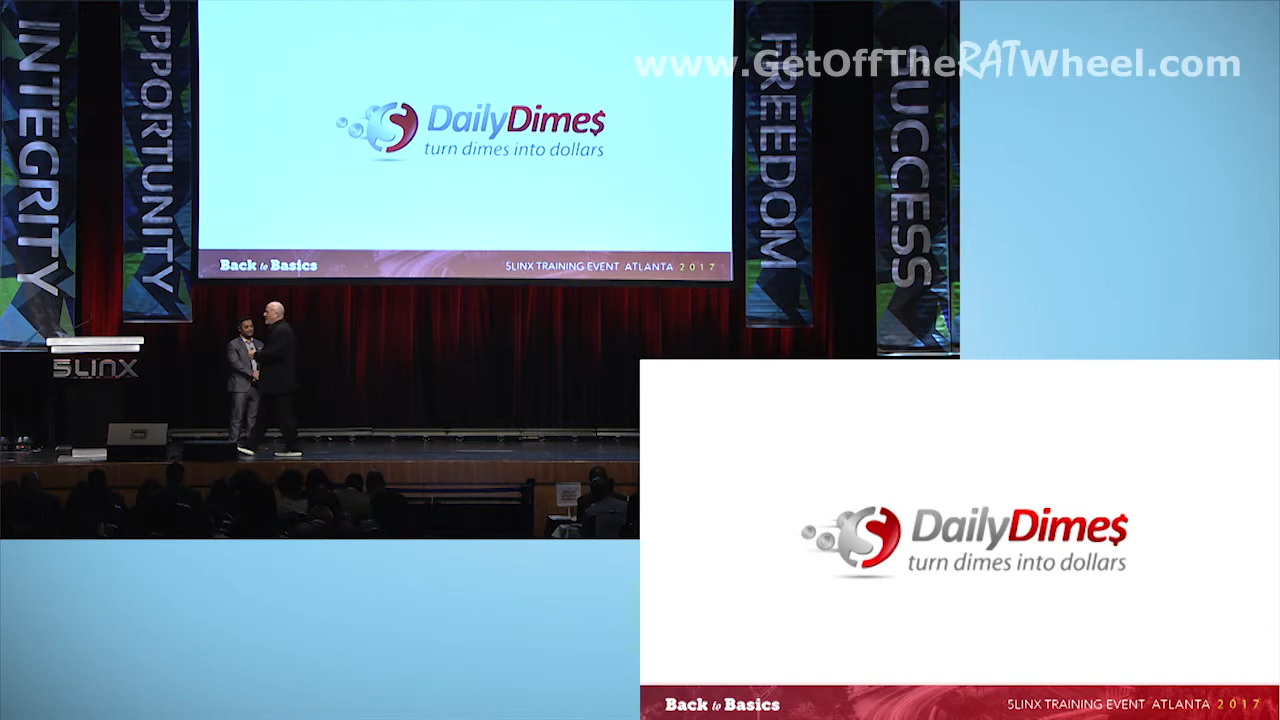 INTEGRITY
OPPORTUNITY
FREEDOM
SUCCESS
www.GetOffTheRATWheel.com
DailyDime$
turn dimes into dollars
Back to Basics
5LINX TRAINING EVENT ATLANTA 2017
5LINX
DailyDime$
turn dimes into dollars
Back to Basics
5LINX TRAINING EVENT ATLANTA 2017